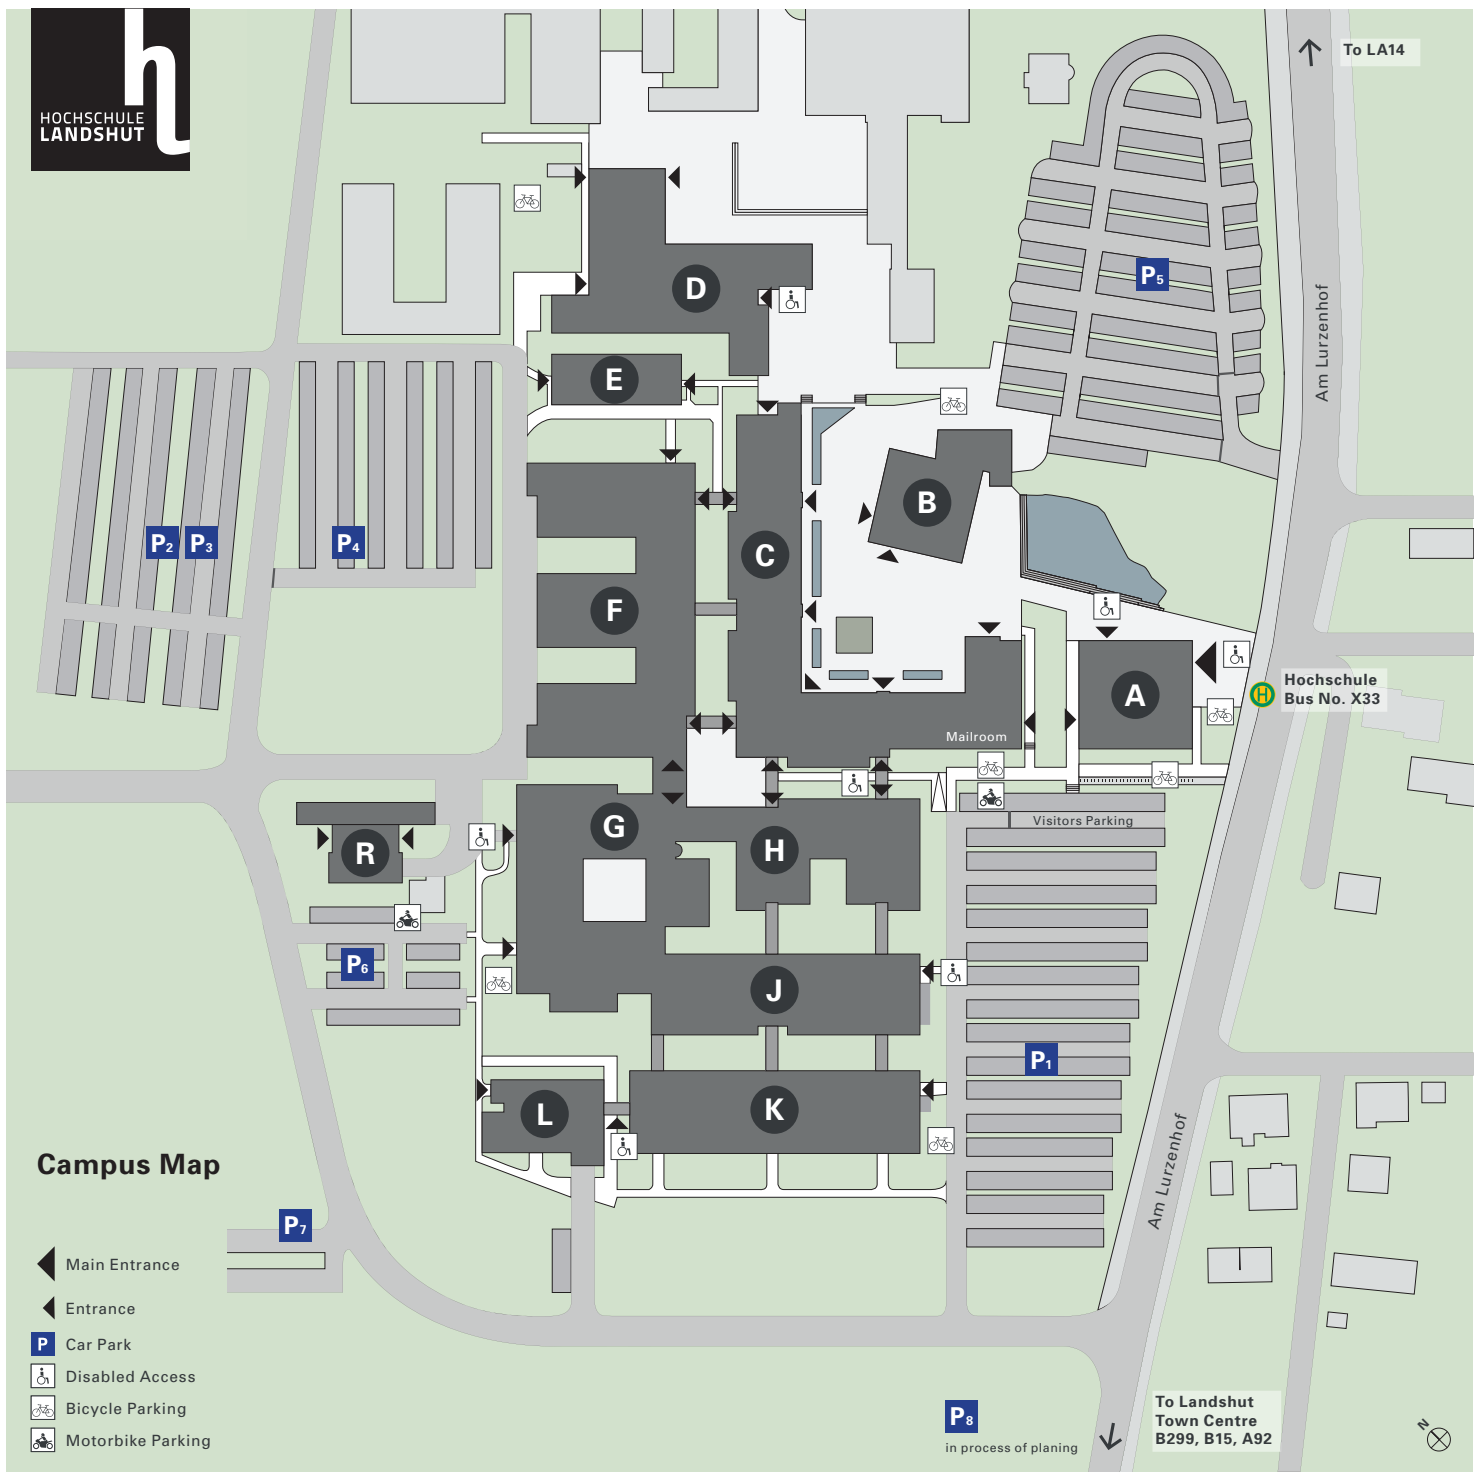 HOCHSCHULE
LANDSHUT
To LA14
D
P5
Am Lurzenhof
E
B
P2
P3
P4
C
F
Hochschule
Bus No. X33
H
A
Mailroom
Visitors Parking
G
H
R
P6
J
P1
K
L
Am Lurzenhof
Campus Map
P7
Main Entrance
Entrance
P Car Park
Disabled Access
Bicycle Parking
Motorbike Parking
P8
in process of planing
To Landshut
Town Centre
B299, B15, A92
N